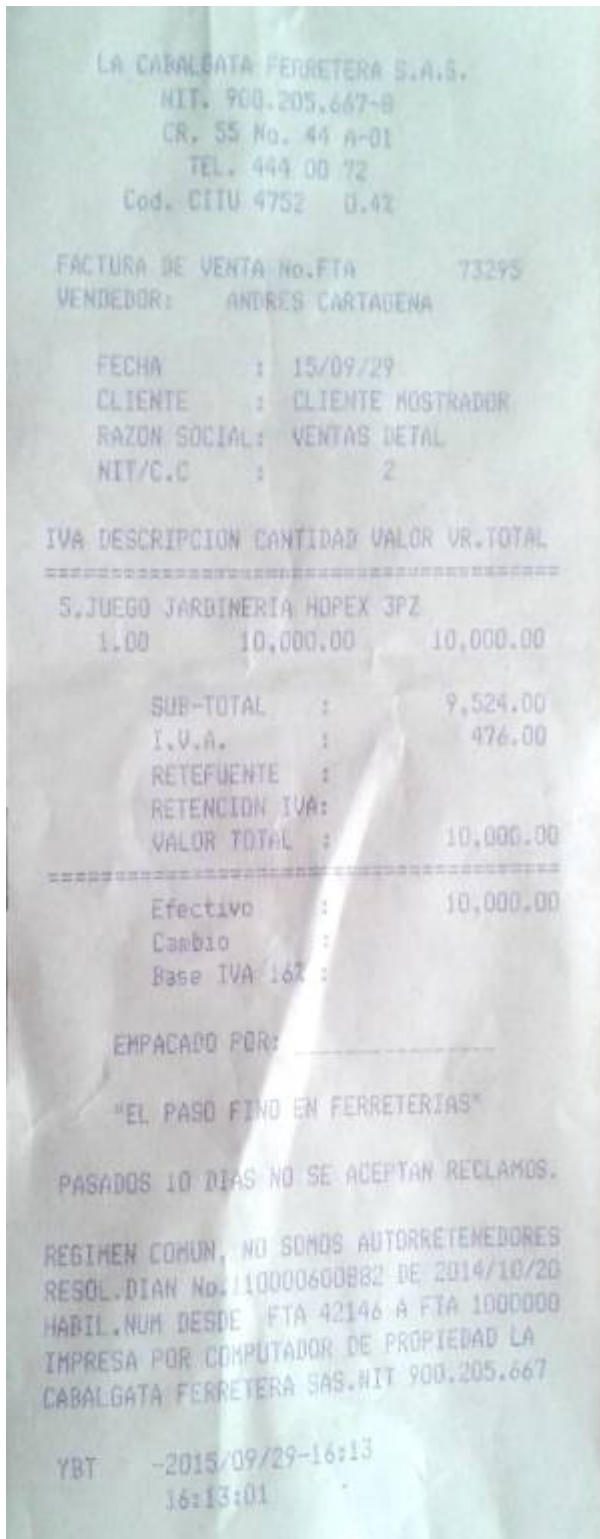 LA CABALGATA FERRETERA S.A.S.
NIT. 900.205.667-8
CR. 55 No. 44 A-01
TEL. 444 00 72
Cod. CIIU 4752 0.4%
FACTURA DE VENTA No.FTA 73295
VENDEDOR: ANDRES CARTAGENA
FECHA : 15/09/29
CLIENTE : CLIENTE MOSTRADOR
RAZON SOCIAL: VENTAS DETAL
NIT/C.C : 2
IVA DESCRIPCION CANTIDAD VALOR VR.TOTAL
S.JUEGO JARDINERIA HOPEX 3PZ
1.00 10,000.00 10,000.00
SUB-TOTAL : 9,524.00
I.V.A. : 476.00
RETEFUENTE :
RETENCION IVA:
VALOR TOTAL : 10,000.00
Efectivo : 10,000.00
Cambio :
Base IVA 16% :
EMPACADO POR:
"EL PASO FINO EN FERRETERIAS"
PASADOS 10 DIAS NO SE ACEPTAN RECLAMOS.
REGIMEN COMUN, NO SOMOS AUTORRETENEDORES
RESOL.DIAN No.110000600882 DE 2014/10/20
HABIL.NUM DESDE FTA 42146 A FTA 1000000
IMPRESA POR COMPUTADOR DE PROPIEDAD LA
CABALGATA FERRETERA SAS.NIT 900.205.667
YBT -2015/09/29-16:13
16:13:01